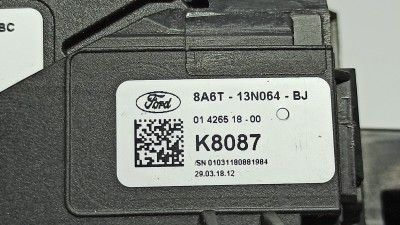 BC
Ford
8A6T - 13N064 - BJ
01 4265 18 - 00
K8087
/SN 01031180881984
29.03.18.12